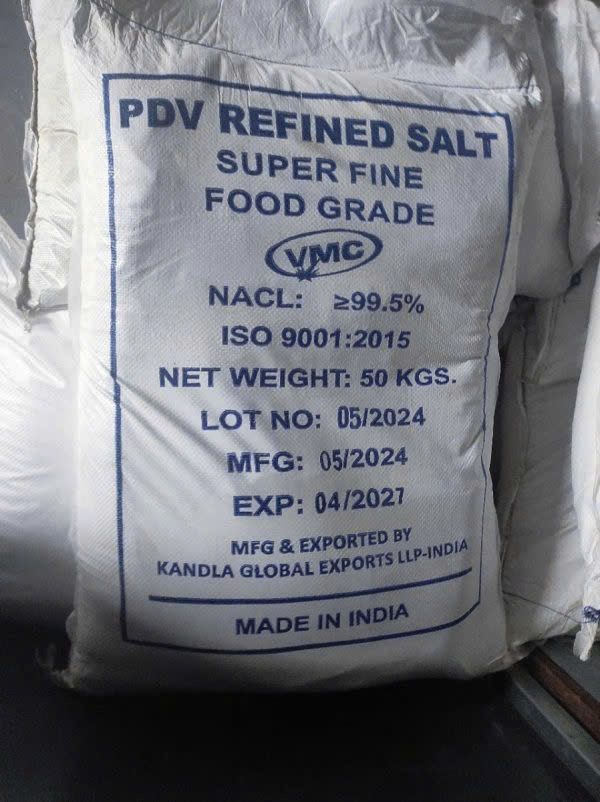 PDV REFINED SALT
SUPER FINE
FOOD GRADE
VMC
NACL: ≥99.5%
ISO 9001:2015
NET WEIGHT: 50 KGS.
LOT NO: 05/2024
MFG: 05/2024
EXP: 04/2027
MFG & EXPORTED BY
KANDLA GLOBAL EXPORTS LLP-INDIA
MADE IN INDIA